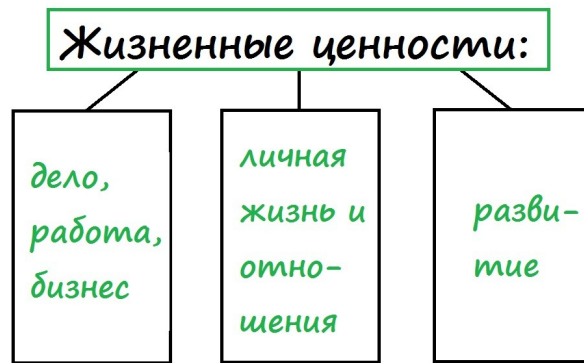 Жизненные ценности:
дело,
работа,
бизнес
личная
жизнь и
отно-
шения
разви-
тие